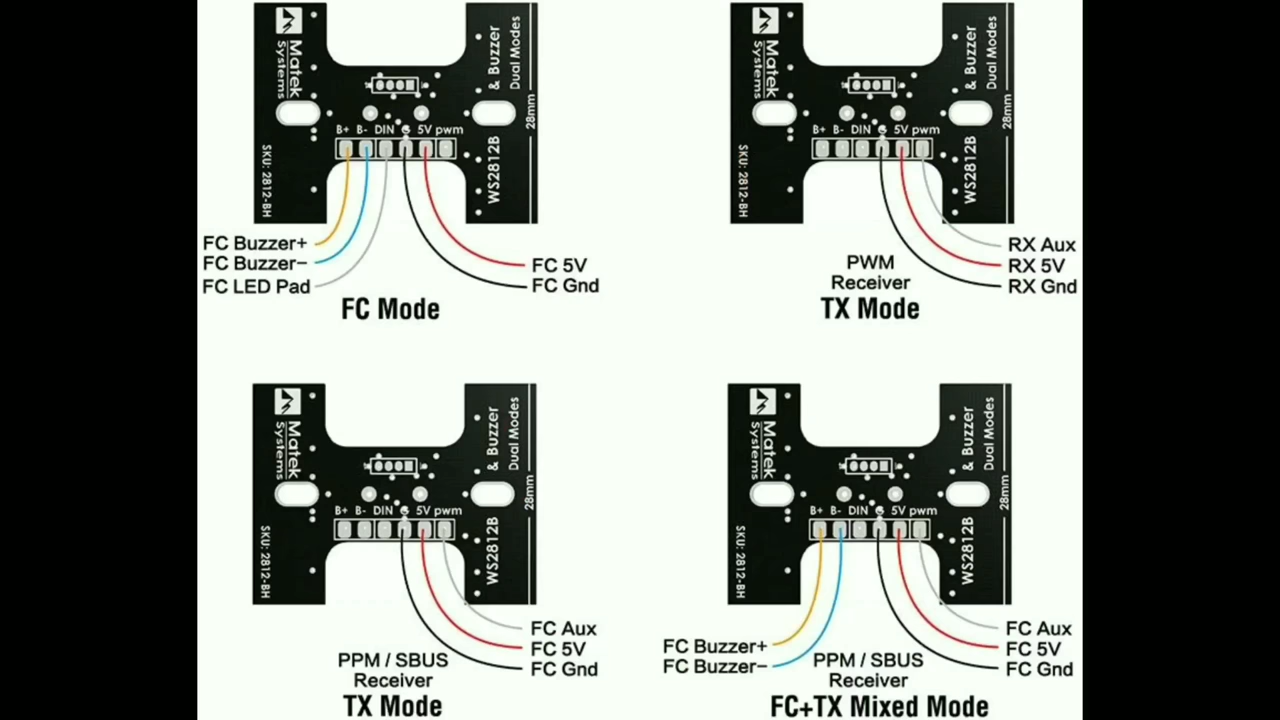 Matek
Systems
SKU: 2812-BH
B+ B- DIN G 5V pwm
WS2812B
& Buzzer
Dual Modes
28mm
FC Buzzer+
FC Buzzer−
FC LED Pad
FC 5V
FC Gnd
FC Mode
Matek
Systems
SKU: 2812-BH
B+ B- DIN G 5V pwm
WS2812B
& Buzzer
Dual Modes
28mm
PWM
Receiver
RX Aux
RX 5V
RX Gnd
TX Mode
Matek
Systems
SKU: 2812-BH
B+ B- DIN G 5V pwm
WS2812B
& Buzzer
Dual Modes
28mm
FC Aux
FC 5V
FC Gnd
PPM / SBUS
Receiver
TX Mode
Matek
Systems
SKU: 2812-BH
B+ B- DIN G 5V pwm
WS2812B
& Buzzer
Dual Modes
28mm
FC Buzzer+
FC Buzzer−
PPM / SBUS
Receiver
FC Aux
FC 5V
FC Gnd
FC+TX Mixed Mode